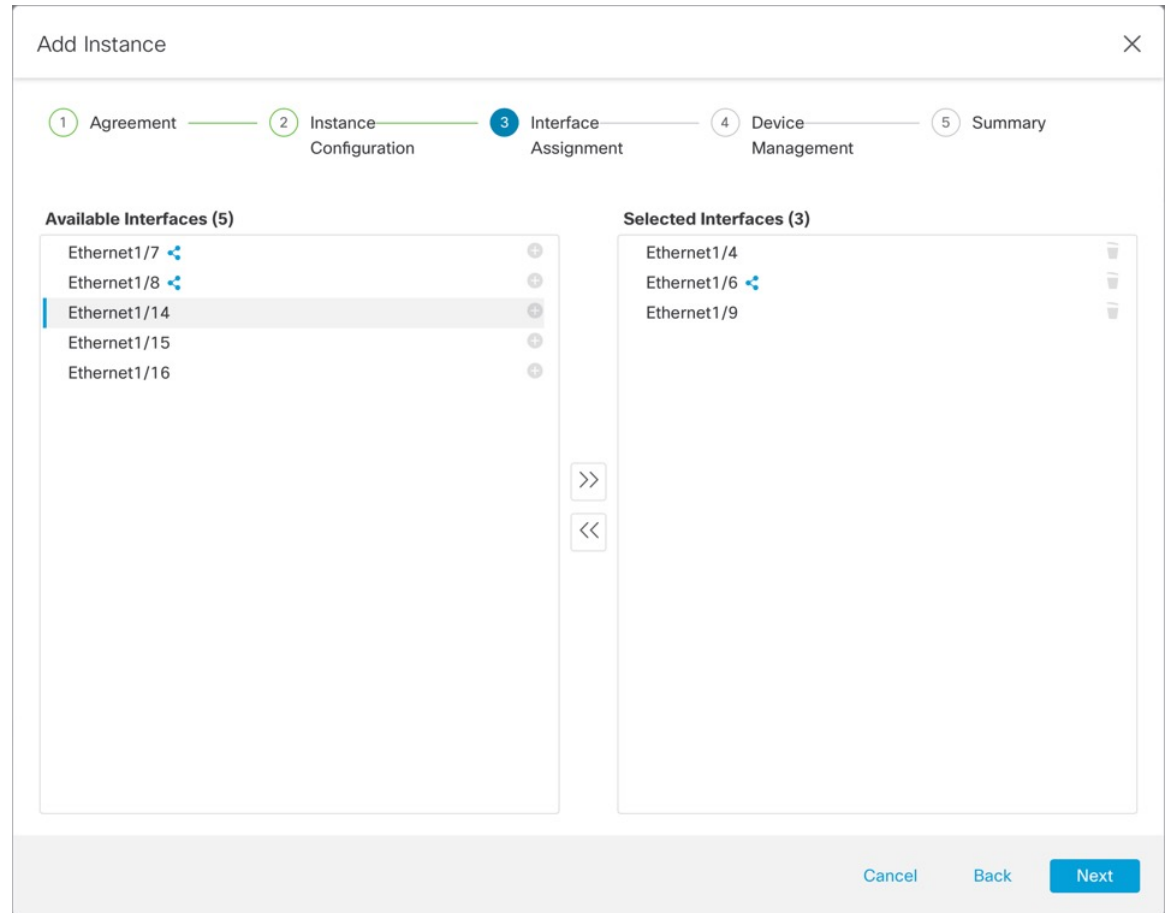 Add Instance
1 Agreement 2 Instance Configuration 3 Interface Assignment 4 Device Management 5 Summary
Available Interfaces (5)
Ethernet1/7
Ethernet1/8
Ethernet1/14
Ethernet1/15
Ethernet1/16
>>
<<
Selected Interfaces (3)
Ethernet1/4
Ethernet1/6
Ethernet1/9
Cancel Back Next